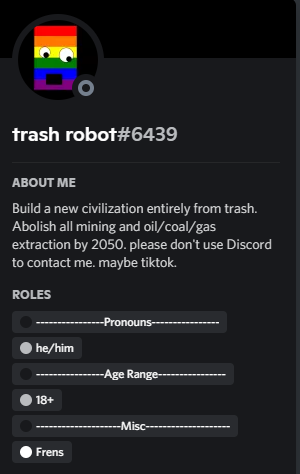 trash robot#6439
ABOUT ME
Build a new civilization entirely from trash.
Abolish all mining and oil/coal/gas
extraction by 2050. please don't use Discord
to contact me. maybe tiktok.
ROLES
----------------Pronouns----------------
he/him
----------------Age Range----------------
18+
--------------------Misc--------------------
Frens